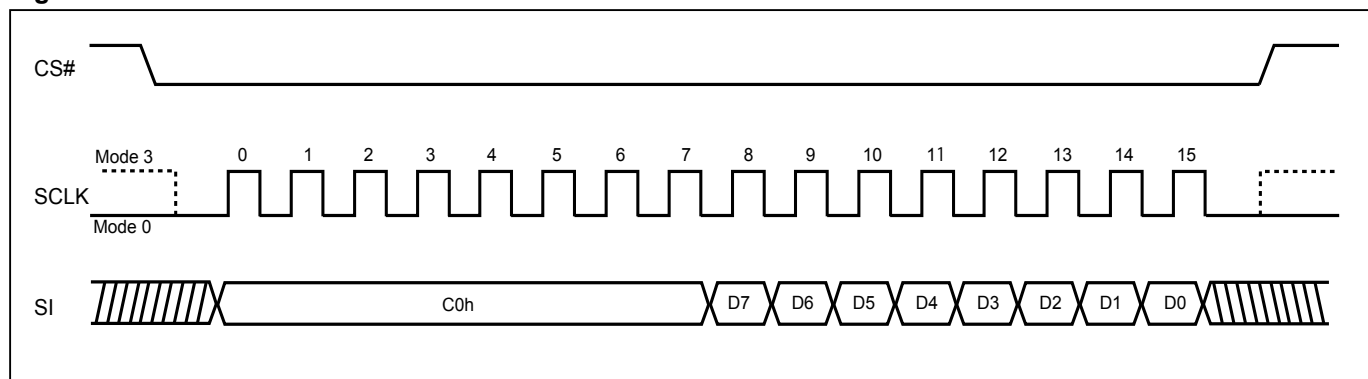 CS#
Mode 3 0 1 2 3 4 5 6 7 8 9 10 11 12 13 14 15
SCLK
Mode 0
SI C0h D7 D6 D5 D4 D3 D2 D1 D0